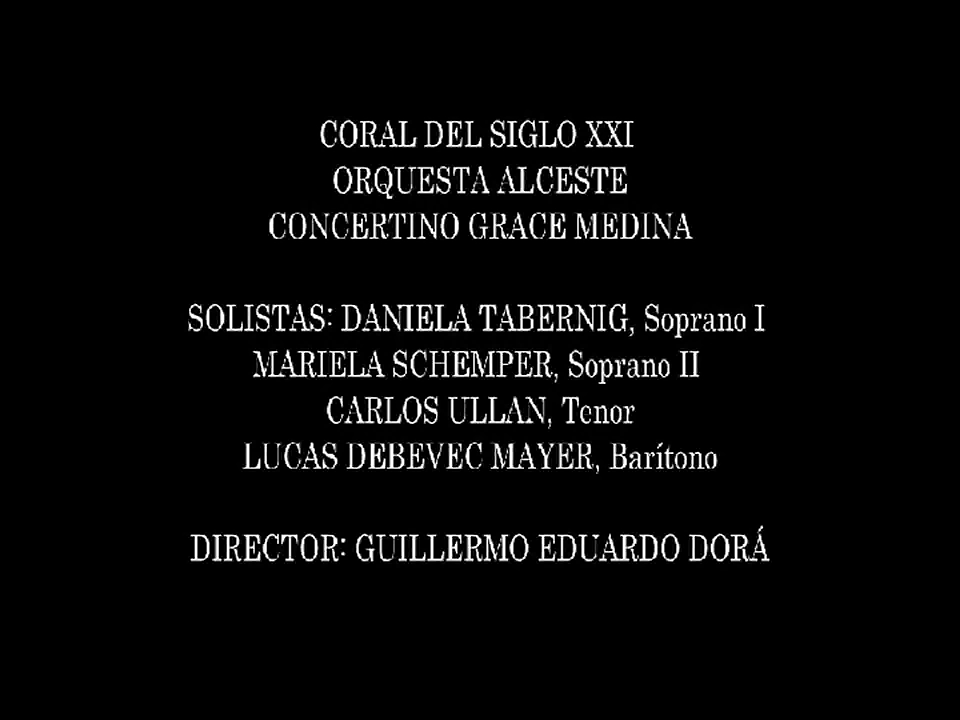 CORAL DEL SIGLO XXI
ORQUESTA ALCESTE
CONCERTINO GRACE MEDINA
SOLISTAS: DANIELA TABERNIG, Soprano I
MARIELA SCHEMPER, Soprano II
CARLOS ULLAN, Tenor
LUCAS DEBEVEC MAYER, Barítono
DIRECTOR: GUILLERMO EDUARDO DORÁ